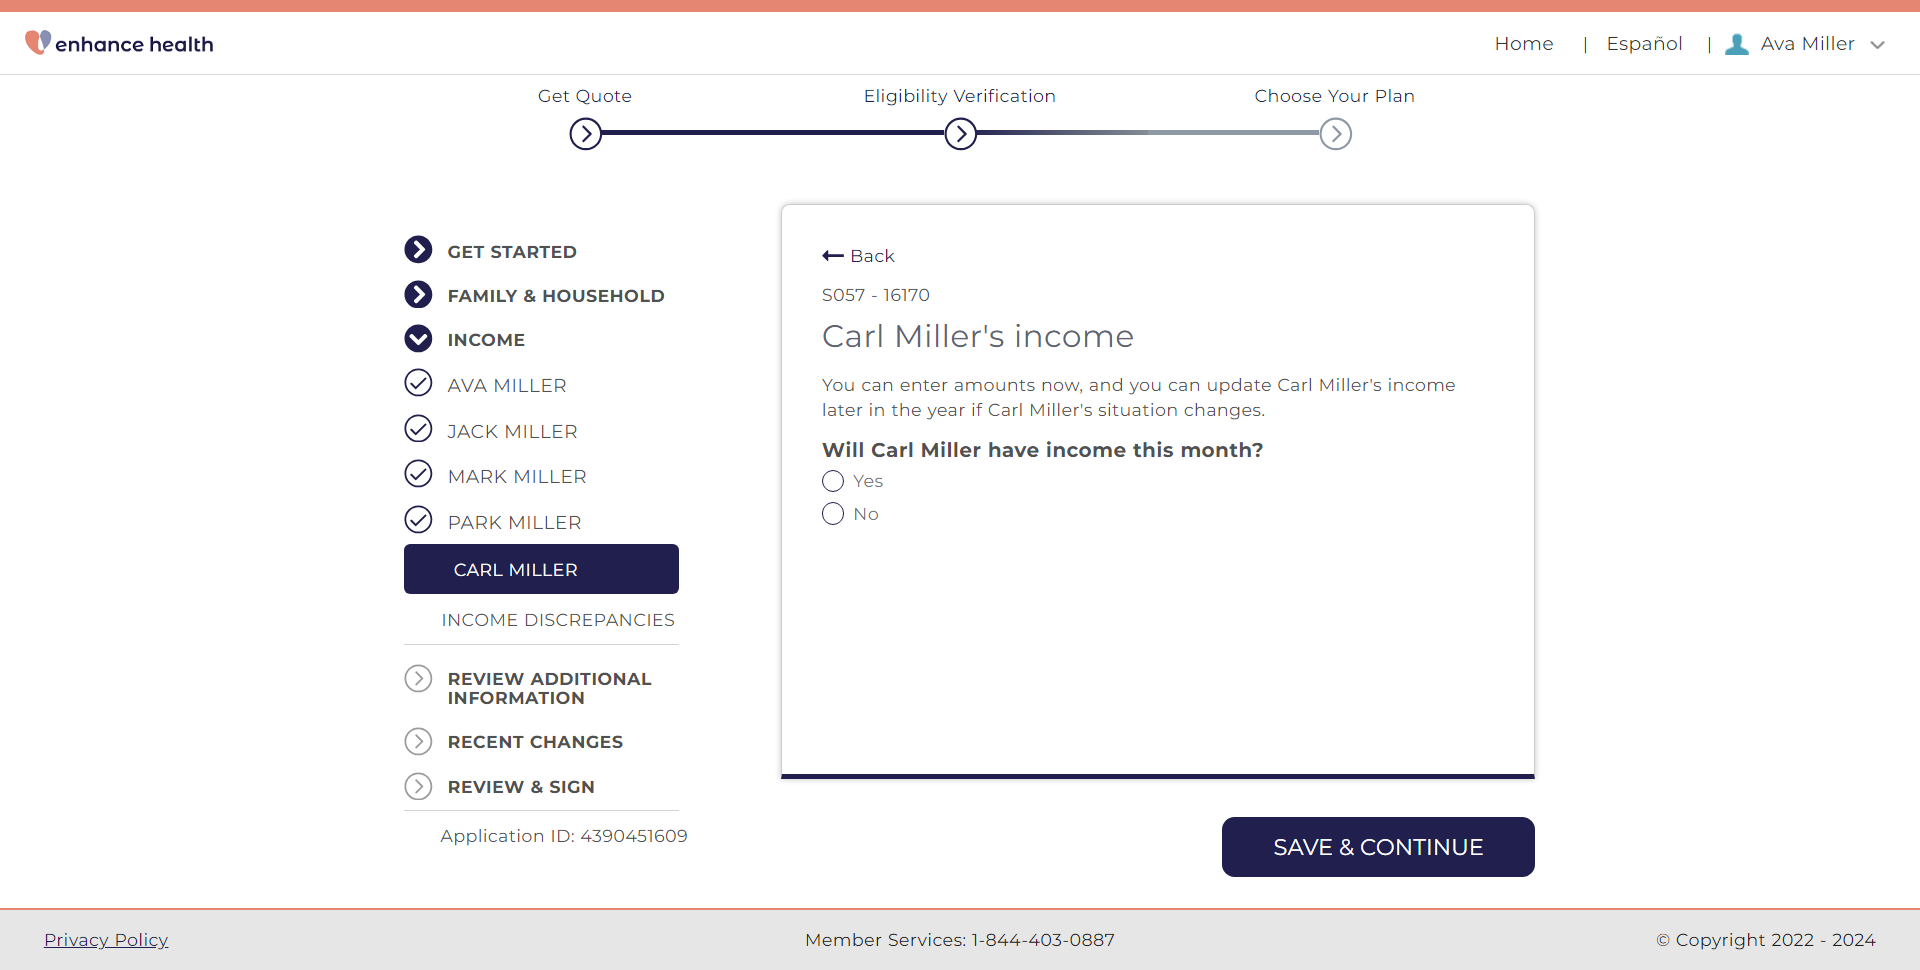 enhance health
Home | Español | Ava Miller
Get Quote
Eligibility Verification
Choose Your Plan
GET STARTED
FAMILY & HOUSEHOLD
INCOME
AVA MILLER
JACK MILLER
MARK MILLER
PARK MILLER
CARL MILLER
INCOME DISCREPANCIES
REVIEW ADDITIONAL
INFORMATION
RECENT CHANGES
REVIEW & SIGN
Application ID: 4390451609
Back
S057 - 16170
Carl Miller's income
You can enter amounts now, and you can update Carl Miller's income
later in the year if Carl Miller's situation changes.
Will Carl Miller have income this month?
Yes
No
SAVE & CONTINUE
Privacy Policy
Member Services: 1-844-403-0887
© Copyright 2022 - 2024